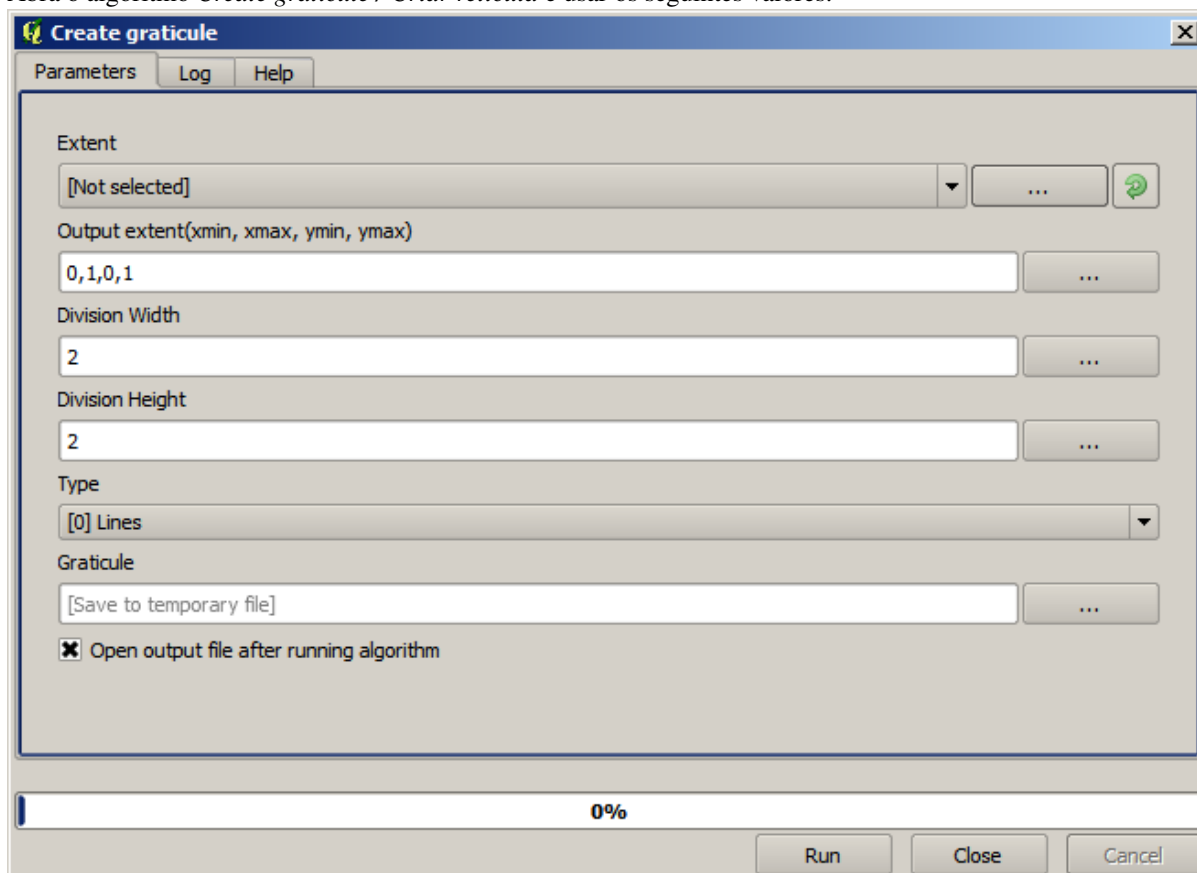 Create graticule
Parameters Log Help
Extent
[Not selected] ...
Output extent(xmin, xmax, ymin, ymax)
0,1,0,1 ...
Division Width
2 ...
Division Height
2 ...
Type
[0] Lines
Graticule
[Save to temporary file] ...
Open output file after running algorithm
0%
Run Close Cancel